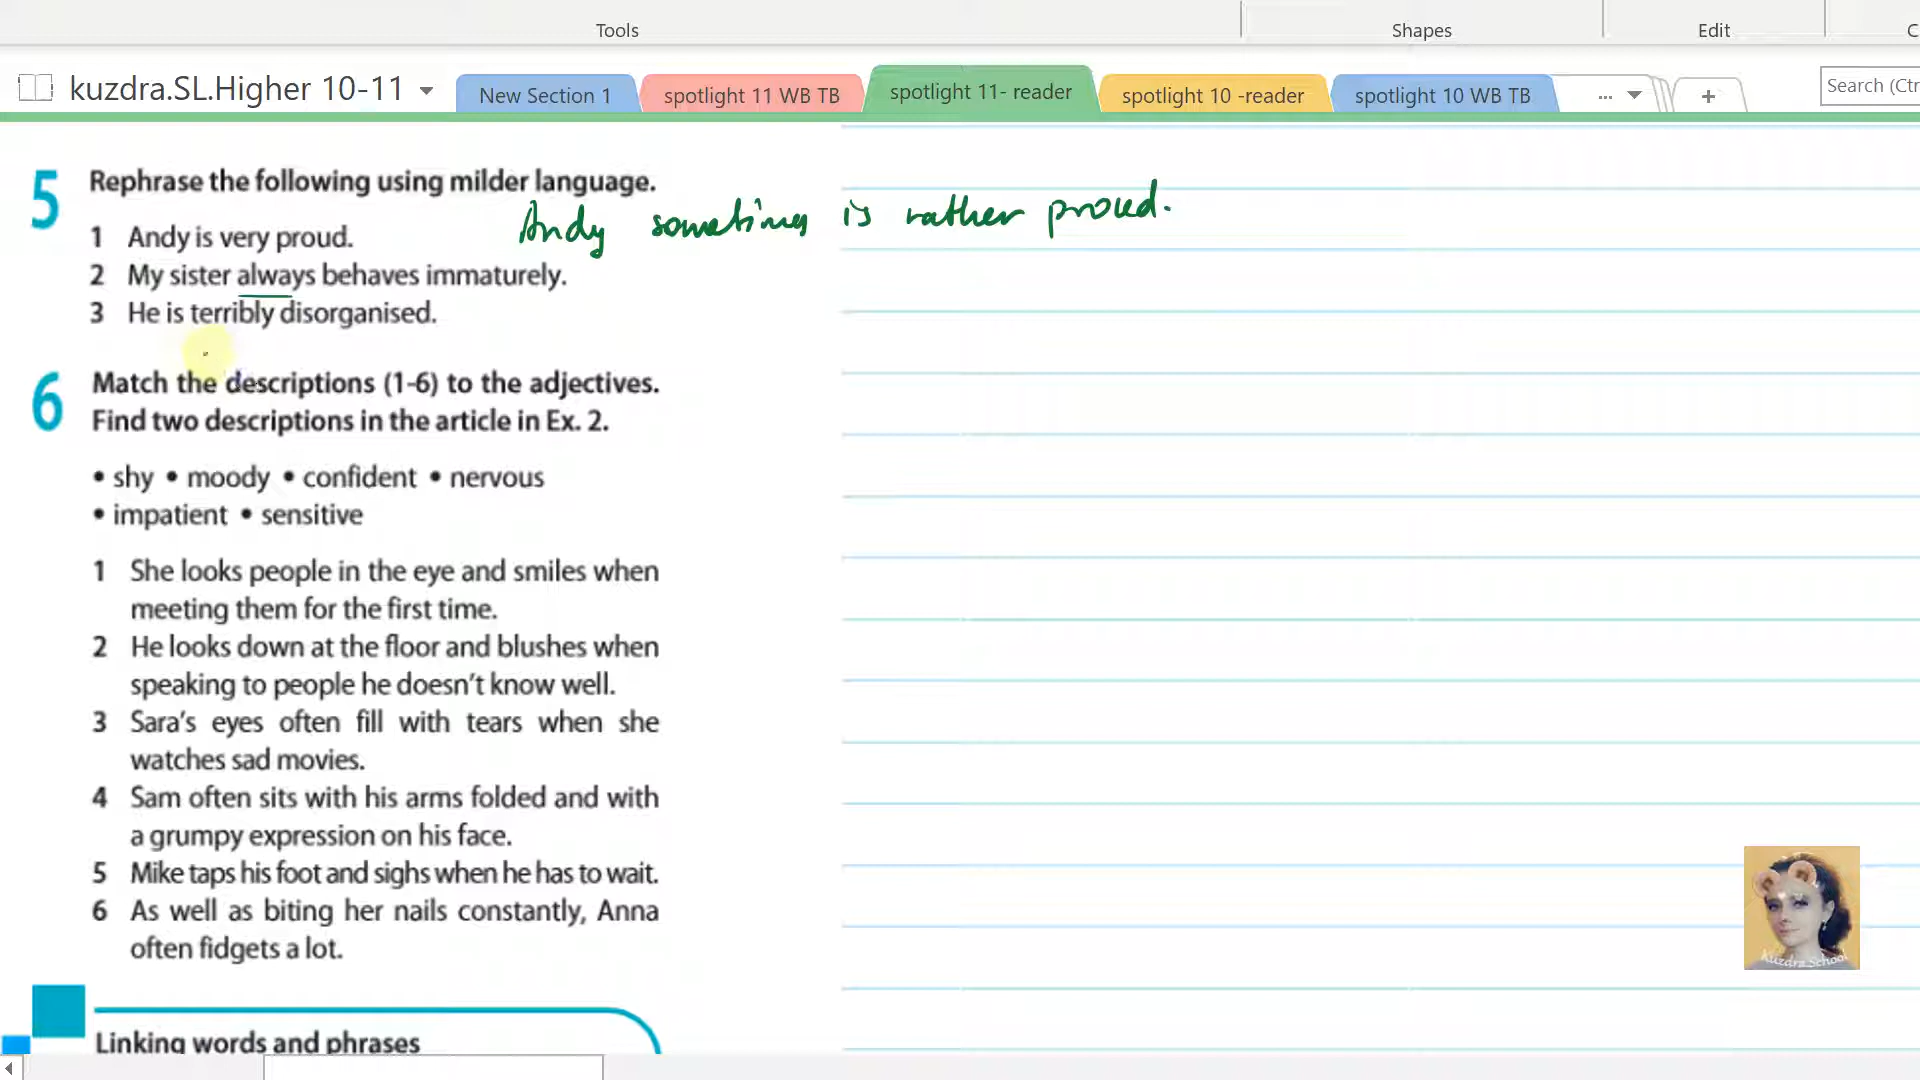 Tools Shapes Edit C
kuzdra.SL.Higher 10-11 New Section 1 spotlight 11 WB TB spotlight 11- reader spotlight 10 -reader spotlight 10 WB TB ... + Search (Ctr
5 Rephrase the following using milder language.
Andy sometimes is rather proud.
1 Andy is very proud.
2 My sister always behaves immaturely.
3 He is terribly disorganised.
6 Match the descriptions (1-6) to the adjectives.
Find two descriptions in the article in Ex. 2.
• shy • moody • confident • nervous
• impatient • sensitive
1 She looks people in the eye and smiles when
meeting them for the first time.
2 He looks down at the floor and blushes when
speaking to people he doesn't know well.
3 Sara's eyes often fill with tears when she
watches sad movies.
4 Sam often sits with his arms folded and with
a grumpy expression on his face.
5 Mike taps his foot and sighs when he has to wait.
6 As well as biting her nails constantly, Anna
often fidgets a lot.
Kuzdra.School
Linking words and phrases